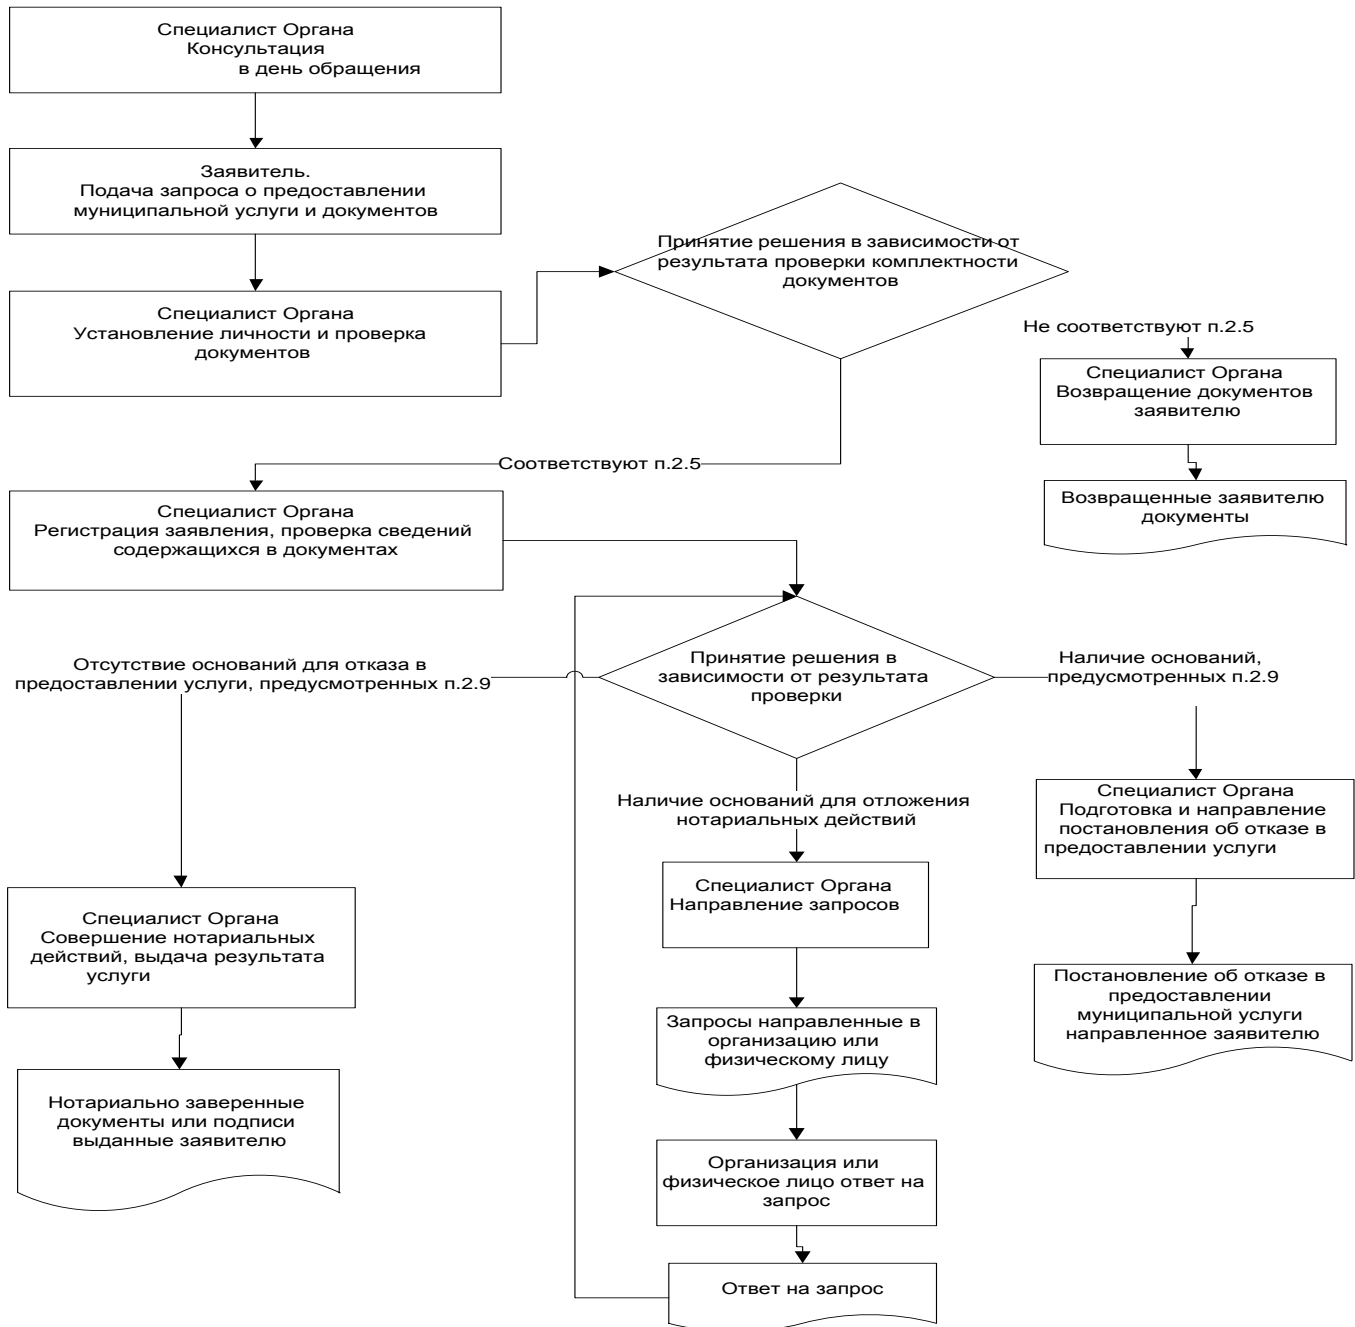 Специалист Органа
Консультация
в день обращения
Заявитель.
Подача запроса о предоставлении
муниципальной услуги и документов
Специалист Органа
Установление личности и проверка
документов
Принятие решения в зависимости от
результата проверки комплектности
документов
Не соответствуют п.2.5
Специалист Органа
Возвращение документов
заявителю
Возвращенные заявителю
документы
Соответствуют п.2.5
Специалист Органа
Регистрация заявления, проверка сведений
содержащихся в документах
Принятие решения в
зависимости от результата
проверки
Отсутствие оснований для отказа в
предоставлении услуги, предусмотренных п.2.9
Наличие оснований,
предусмотренных п.2.9
Наличие оснований для отложения
нотариальных действий
Специалист Органа
Подготовка и направление
постановления об отказе в
предоставлении услуги
Специалист Органа
Направление запросов
Специалист Органа
Совершение нотариальных
действий, выдача результата
услуги
Постановление об отказе в
предоставлении
муниципальной услуги
направленное заявителю
Запросы направленные в
организацию или
физическому лицу
Нотариально заверенные
документы или подписи
выданные заявителю
Организация или
физическое лицо ответ на
запрос
Ответ на запрос